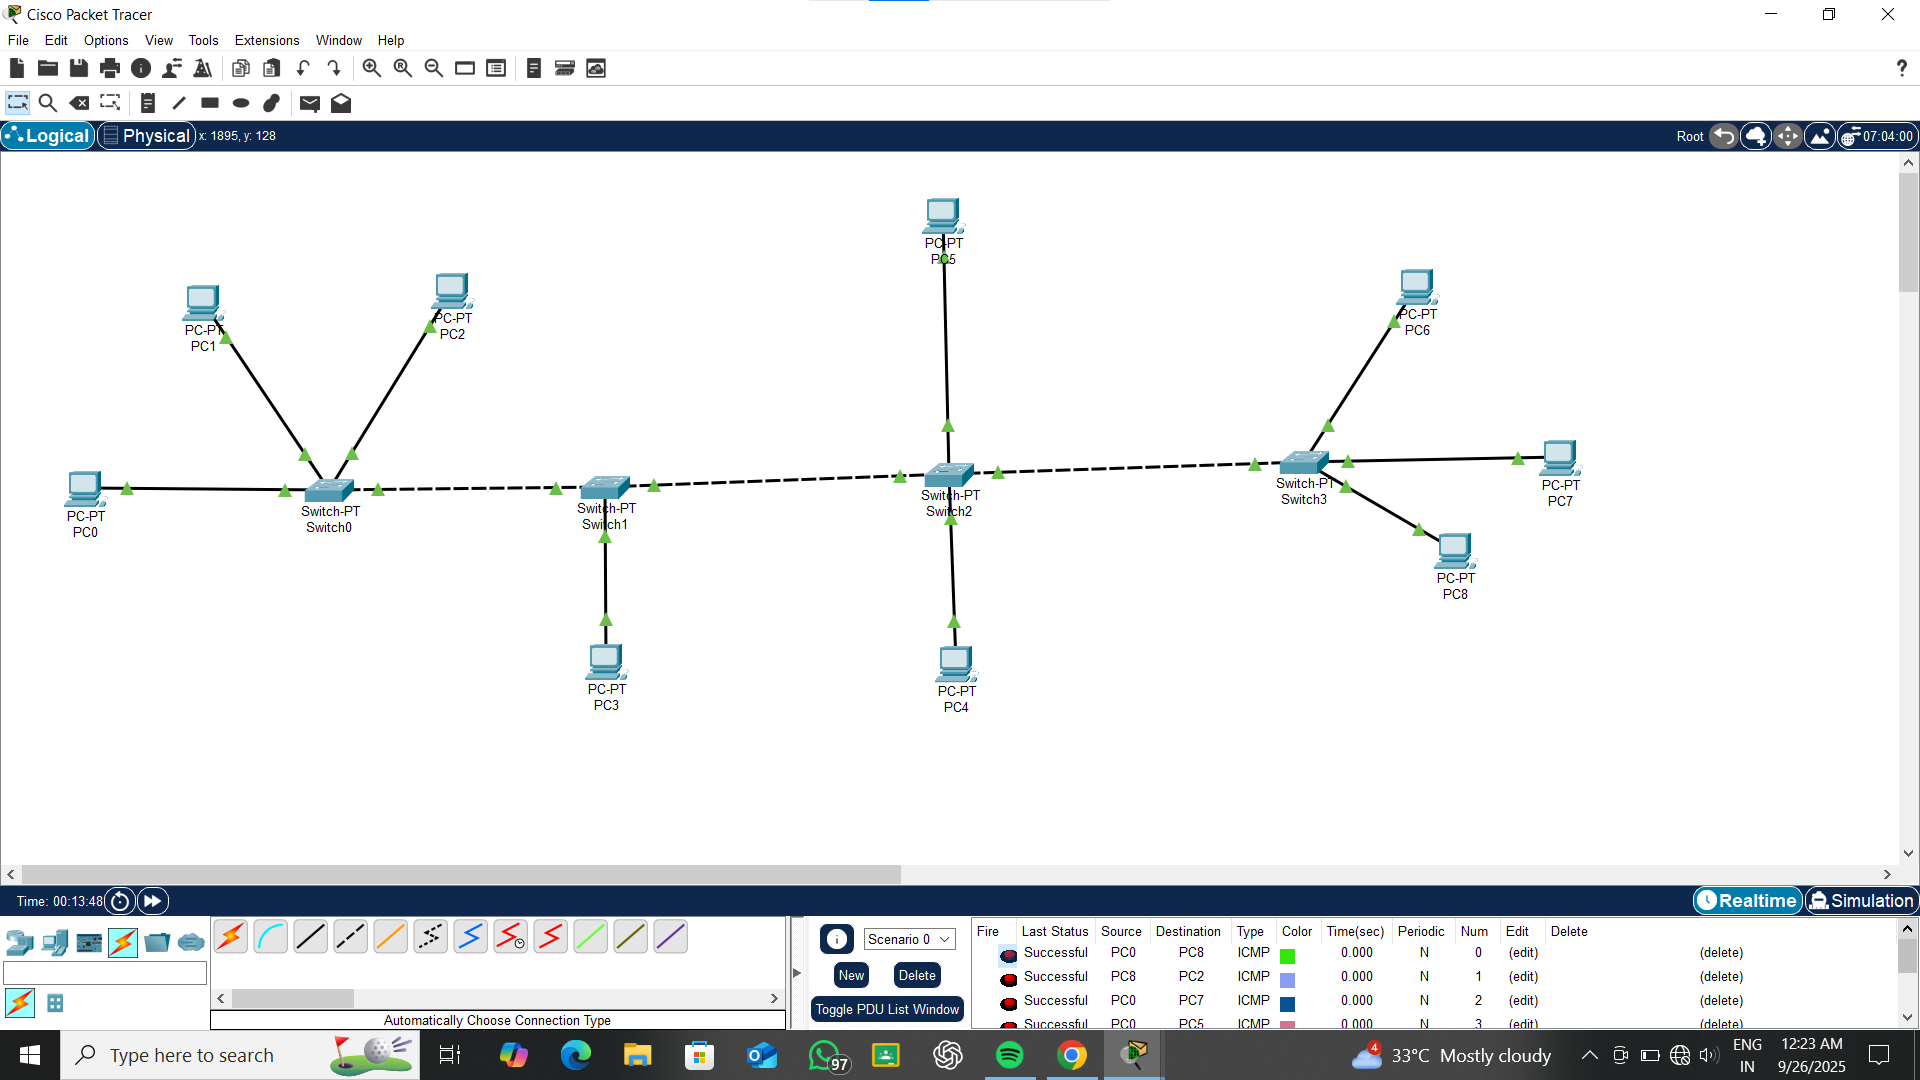 Cisco Packet Tracer
File Edit Options View Tools Extensions Window Help
Logical Physical x: 1895, y: 128 Root 07:04:00
PC-PT
PC5
PC-PT
PC1
PC-PT
PC2
PC-PT
PC6
PC-PT
PC0
Switch-PT
Switch0
Switch-PT
Switch1
Switch-PT
Switch2
Switch-PT
Switch3
PC-PT
PC7
PC-PT
PC8
PC-PT
PC3
PC-PT
PC4
Time: 00:13:48 Realtime Simulation
Scenario 0
New Delete
Toggle PDU List Window
Automatically Choose Connection Type
Fire Last Status Source Destination Type Color Time(sec) Periodic Num Edit Delete
Successful PC0 PC8 ICMP 0.000 N 0 (edit) (delete)
Successful PC8 PC2 ICMP 0.000 N 1 (edit) (delete)
Successful PC0 PC7 ICMP 0.000 N 2 (edit) (delete)
Successful PC0 PC5 ICMP 0.000 N 3 (edit) (delete)
Type here to search 97 4 33°C Mostly cloudy ENG IN 12:23 AM 9/26/2025